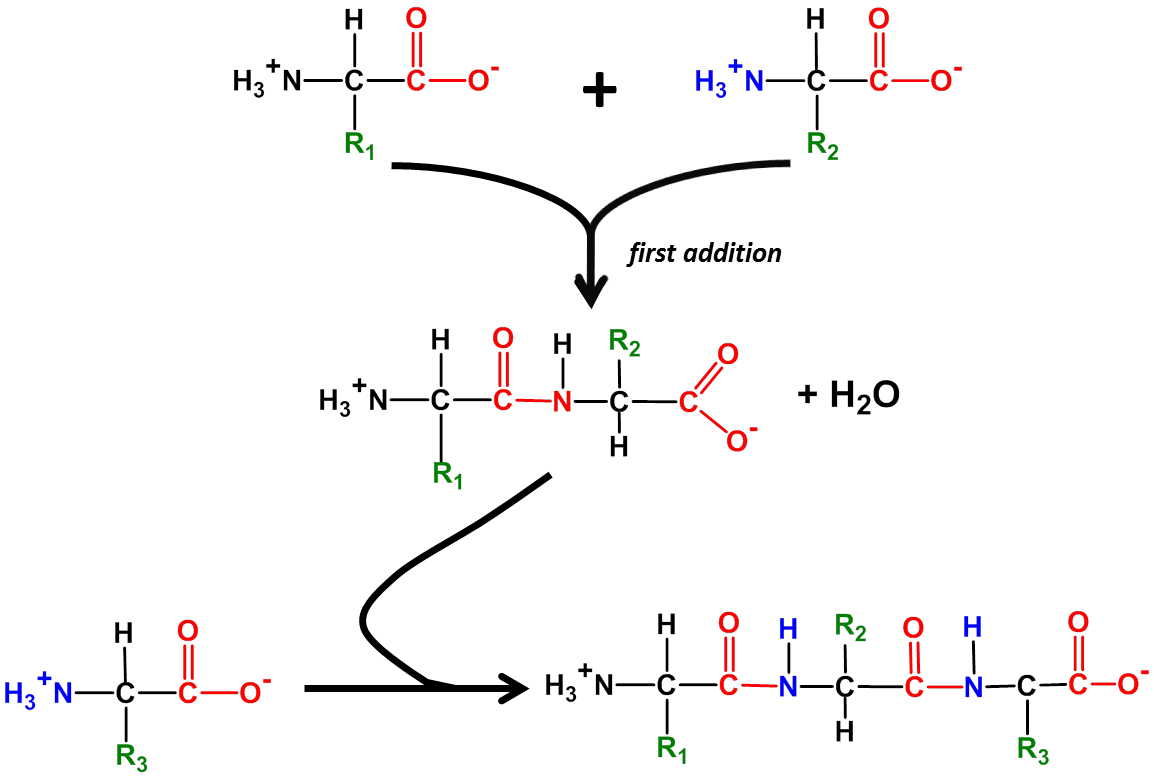 H O H O
H₃⁺N C C O⁻ + H₃⁺N C C O⁻
R₁ R₂
first addition
H O H R₂ O
H₃⁺N C C N C C + H₂O
R₁ H O⁻
H O H O H R₂ O H O
H₃⁺N C C O⁻ H₃⁺N C C N C C N C C O⁻
R₃ R₁ H R₃